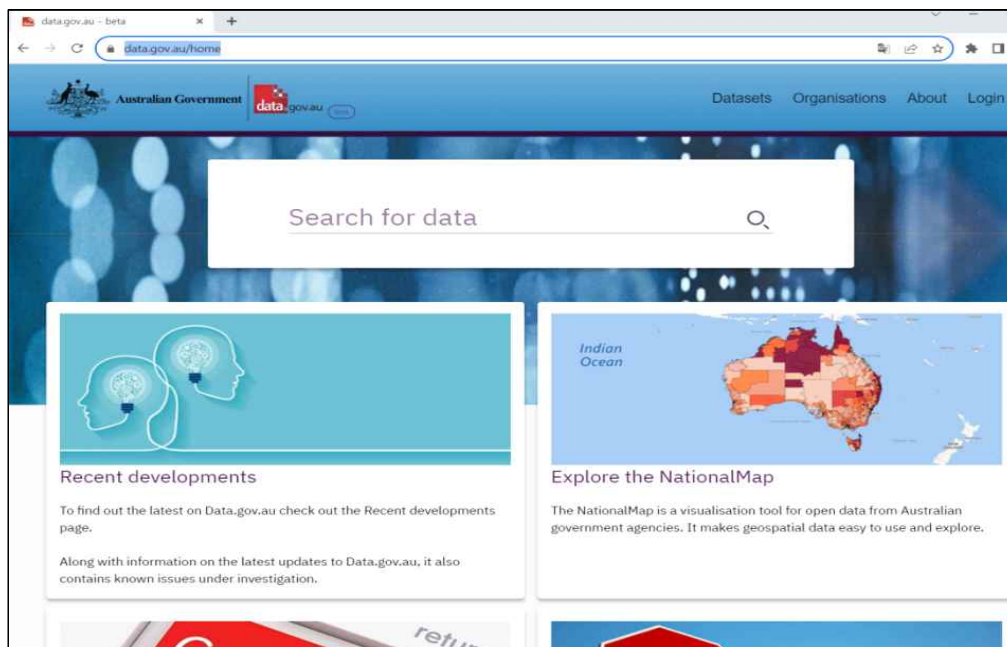 data.gov.au - beta
data.gov.au/home
Australian Government
data.gov.au
Datasets Organisations About Login
Search for data
Indian
Ocean
Recent developments
To find out the latest on Data.gov.au check out the Recent developments
page.
Along with information on the latest updates to Data.gov.au, it also
contains known issues under investigation.
Explore the NationalMap
The NationalMap is a visualisation tool for open data from Australian
government agencies. It makes geospatial data easy to use and explore.